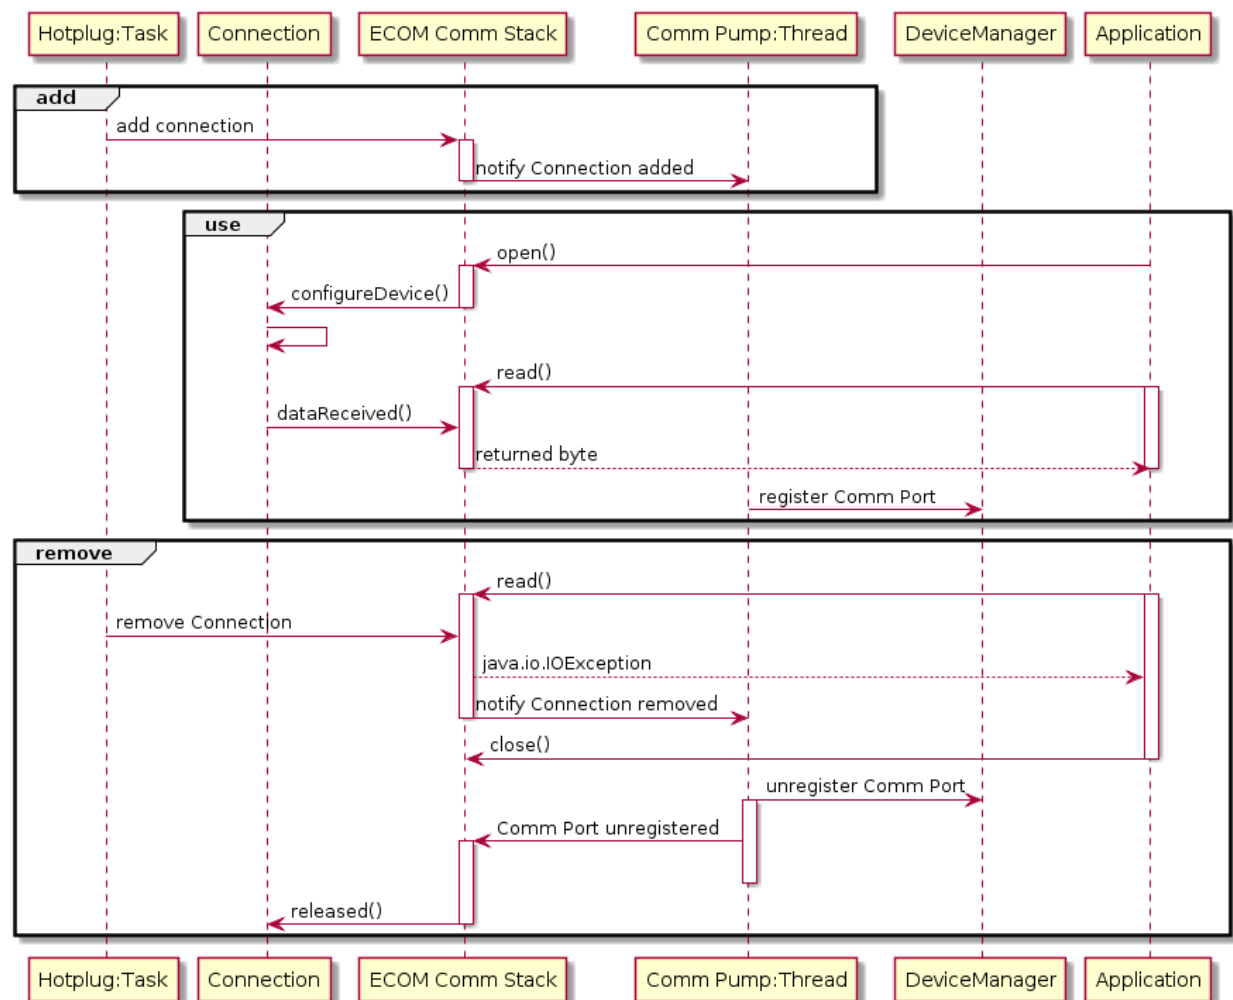 Hotplug:Task Connection ECOM Comm Stack Comm Pump:Thread DeviceManager Application
add
add connection
notify Connection added
use
open()
configureDevice()
read()
dataReceived()
returned byte
register Comm Port
remove
read()
remove Connection
java.io.IOException
notify Connection removed
close()
unregister Comm Port
Comm Port unregistered
released()
Hotplug:Task Connection ECOM Comm Stack Comm Pump:Thread DeviceManager Application